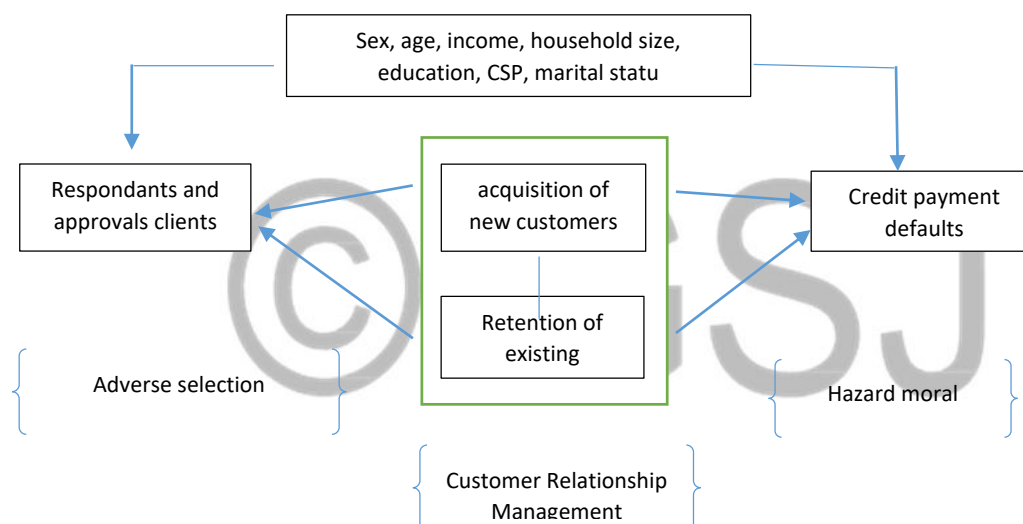 Sex, age, income, household size,
education, CSP, marital statu
Respondants and
approvals clients
acquisition of
new customers
Credit payment
defaults
Retention of
existing
Adverse selection
Hazard moral
Customer Relationship
Management
© GSJ